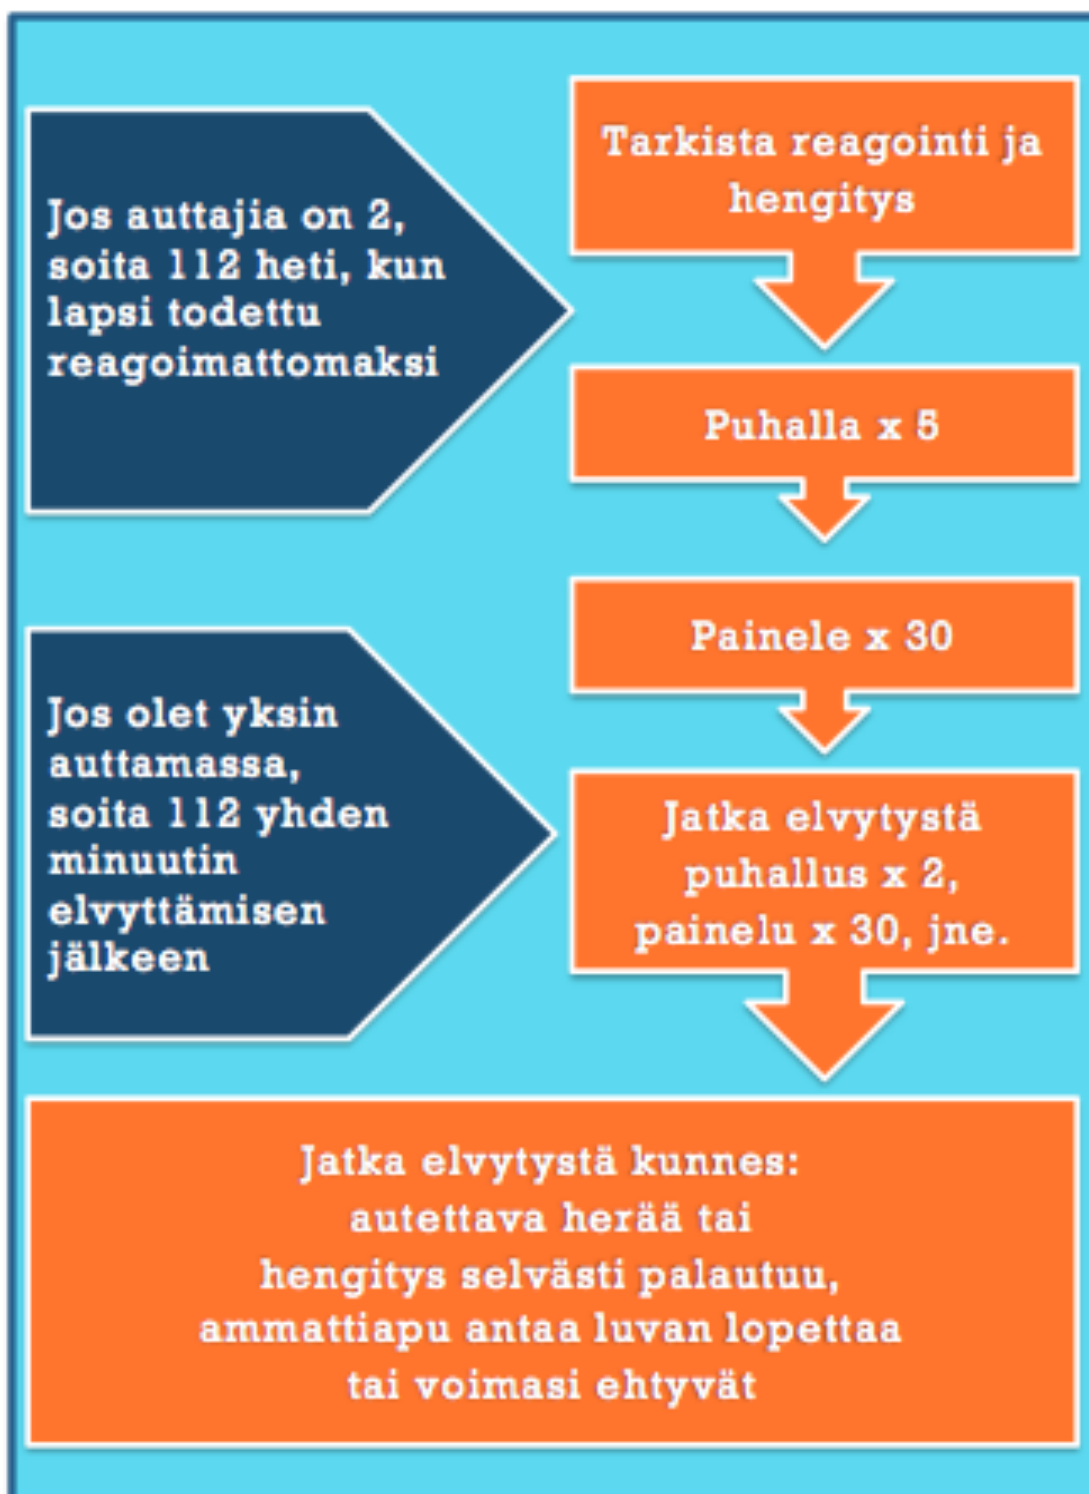 Jos auttajia on 2,
soita 112 heti, kun
lapsi todettu
reagoimattomaksi
Tarkista reagointi ja
hengitys
Puhalla x 5
Painele x 30
Jos olet yksin
auttamassa,
soita 112 yhden
minuutin
elvyttämisen
jälkeen
Jatka elvytystä
puhallus x 2,
painelu x 30, jne.
Jatka elvytystä kunnes:
autettava herää tai
hengitys selvästi palautuu,
ammattiapu antaa luvan lopettaa
tai voimasi ehtyvät